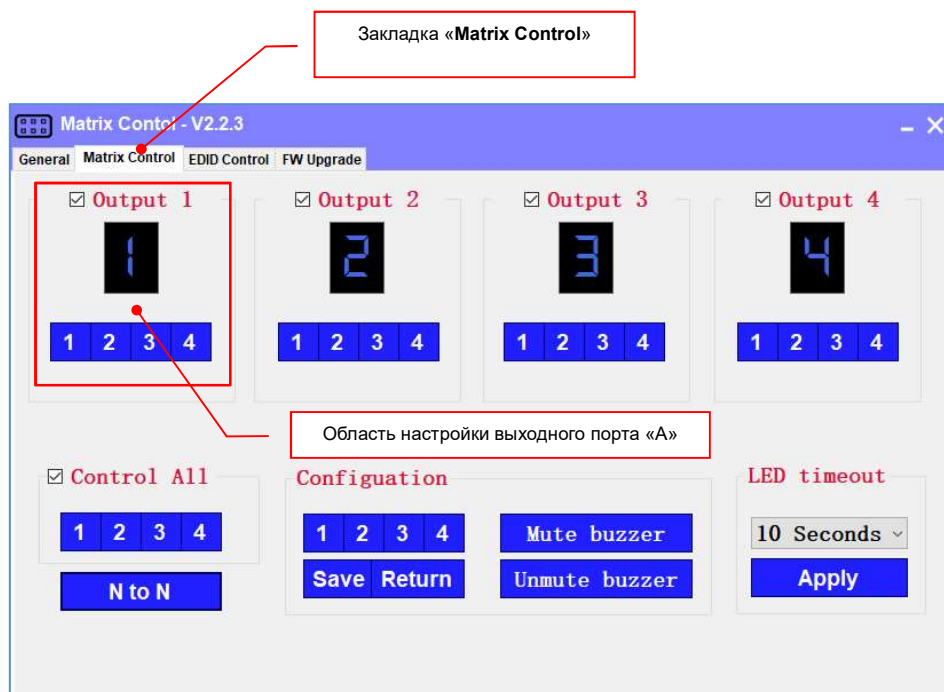 Закладка «Matrix Control»
Matrix Contol - V2.2.3
General Matrix Control EDID Control FW Upgrade
Output 1 Output 2 Output 3 Output 4
1 2 3 4
1 2 3 4 1 2 3 4 1 2 3 4 1 2 3 4
Область настройки выходного порта «А»
Control All Configuation LED timeout
1 2 3 4 1 2 3 4 Mute buzzer 10 Seconds
N to N Save Return Unmute buzzer Apply